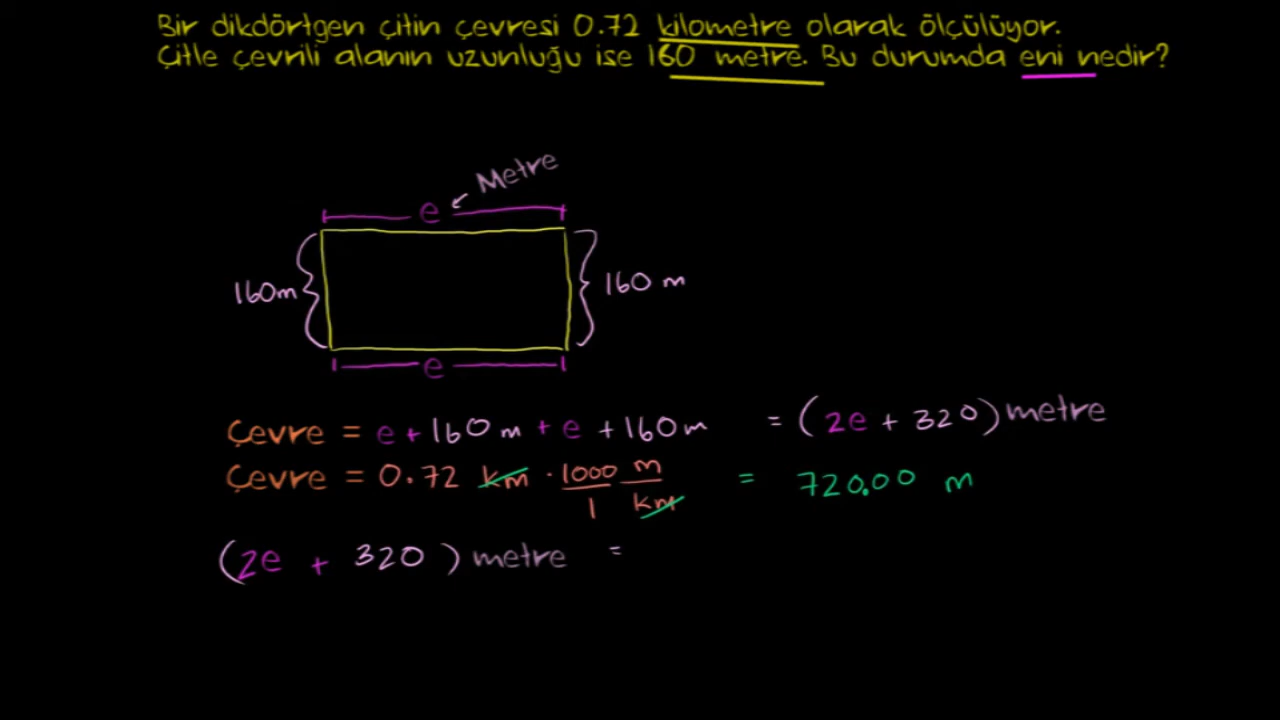 Bir dikdörtgen çitin çevresi 0.72 kilometre olarak ölçülüyor.
Çitle çevrili alanın uzunluğu ise 160 metre. Bu durumda eni nedir?
Metre
e
160m
160 m
e
Çevre = e + 160 m + e + 160 m = (2e + 320) metre
Çevre = 0.72 km · 1000/1 m/km = 720.00 m
(2e + 320) metre =